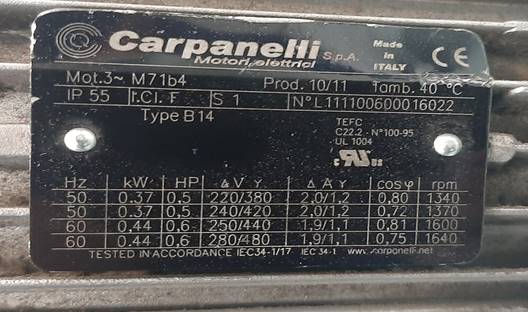 Carpanelli S.p.A.
Motori elettrici
Made in ITALY
CE
Mot.3~ M71b4 Prod. 10/11 Tamb. 40 °C
IP 55 I.Cl. F S 1 N°L111100600016022
Type B14
TEFC
C22.2 - N°100-95
UL 1004
c RU us
Hz kW HP Δ V Y Δ A Y cos φ rpm
50 0.37 0,5 220/380 2,0/1,2 0,80 1340
50 0.37 0,5 240/420 2,0/1,2 0,72 1370
60 0.44 0,6 250/440 1,9/1,1 0,81 1600
60 0.44 0,6 280/480 1,9/1,1 0,75 1640
TESTED IN ACCORDANCE IEC34-1/17 IEC 34-1 www.carpanelli.net